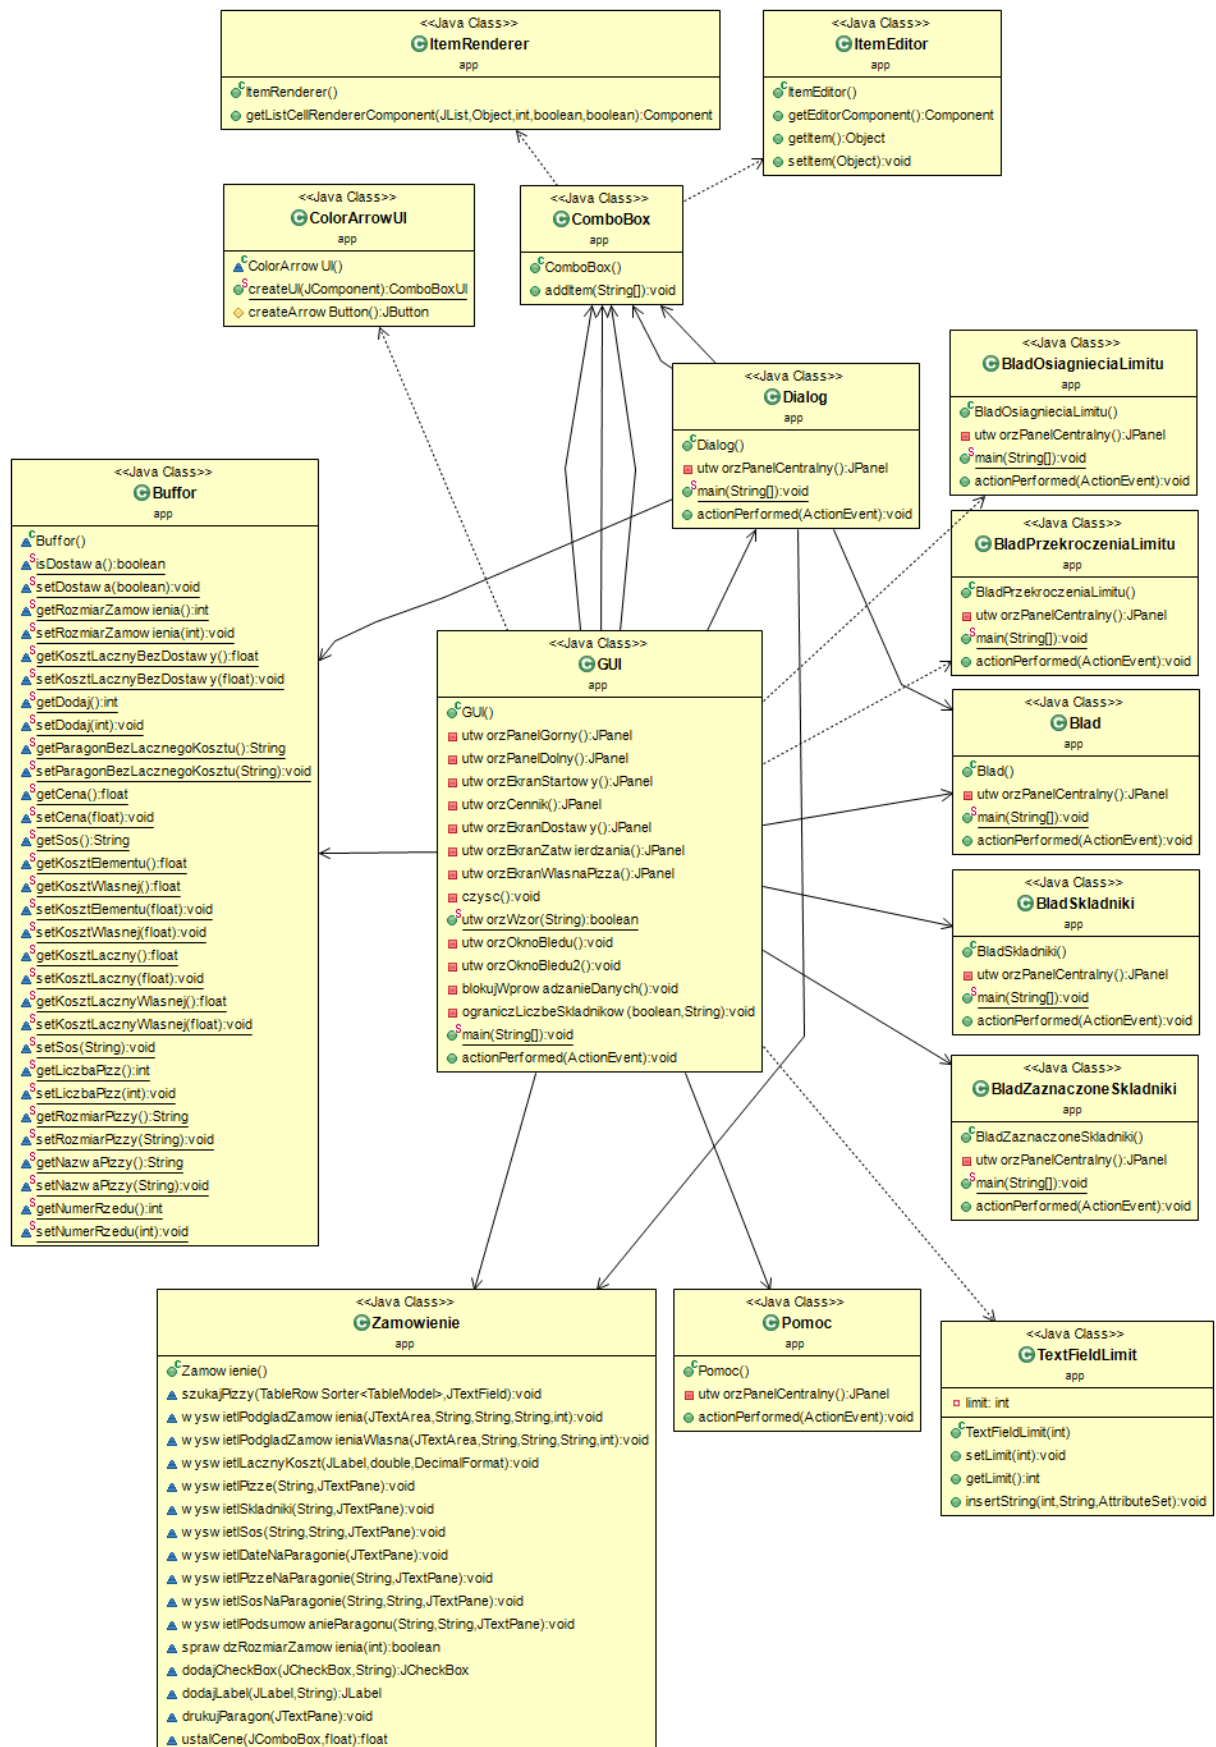 <<Java Class>>
ItemRenderer
app
ItemRenderer()
getListCellRendererComponent(JList,Object,int,boolean,boolean):Component
<<Java Class>>
ItemEditor
app
ItemEditor()
getEditorComponent():Component
getItem():Object
setItem(Object):void
<<Java Class>>
ColorArrowUI
app
ColorArrowUI()
createUI(JComponent):ComboBoxUI
createArrowButton():JButton
<<Java Class>>
ComboBox
app
ComboBox()
addItem(String[]):void
<<Java Class>>
Dialog
app
Dialog()
utworzPanelCentralny():JPanel
main(String[]):void
actionPerformed(ActionEvent):void
<<Java Class>>
BladOsiagnieciaLimitu
app
BladOsiagnieciaLimitu()
utworzPanelCentralny():JPanel
main(String[]):void
actionPerformed(ActionEvent):void
<<Java Class>>
Buffor
app
Buffor()
isDostawa():boolean
setDostawa(boolean):void
getRozmiarZamowienia():int
setRozmiarZamowienia(int):void
getKosztLacznyBezDostawy():float
setKosztLacznyBezDostawy(float):void
getDodaj():int
setDodaj(int):void
getParagonBezLacznegoKosztu():String
setParagonBezLacznegoKosztu(String):void
getCena():float
setCena(float):void
getSos():String
getKosztElementu():float
getKosztWlasnej():float
setKosztElementu(float):void
setKosztWlasnej(float):void
getKosztLaczny():float
setKosztLaczny(float):void
getKosztLacznyWlasnej():float
setKosztLacznyWlasnej(float):void
setSos(String):void
getLiczbaPizz():int
setLiczbaPizz(int):void
getRozmiarPizzy():String
setRozmiarPizzy(String):void
getNazwaPizzy():String
setNazwaPizzy(String):void
getNumerRzedu():int
setNumerRzedu(int):void
<<Java Class>>
BladPrzekroczeniaLimitu
app
BladPrzekroczeniaLimitu()
utworzPanelCentralny():JPanel
main(String[]):void
actionPerformed(ActionEvent):void
<<Java Class>>
GUI
app
GUI()
utworzPanelGorny():JPanel
utworzPanelDolny():JPanel
utworzEkranStartowy():JPanel
utworzCennik():JPanel
utworzEkranDostawy():JPanel
utworzEkranZatwierdzania():JPanel
utworzEkranWlasnaPizza():JPanel
czysc():void
utworzWzor(String):boolean
utworzOknoBledu():void
utworzOknoBledu2():void
blokujWprowadzanieDanych():void
ograniczLiczbeSkladnikow(boolean,String):void
main(String[]):void
actionPerformed(ActionEvent):void
<<Java Class>>
Blad
app
Blad()
utworzPanelCentralny():JPanel
main(String[]):void
actionPerformed(ActionEvent):void
<<Java Class>>
BladSkladniki
app
BladSkladniki()
utworzPanelCentralny():JPanel
main(String[]):void
actionPerformed(ActionEvent):void
<<Java Class>>
BladZaznaczoneSkladniki
app
BladZaznaczoneSkladniki()
utworzPanelCentralny():JPanel
main(String[]):void
actionPerformed(ActionEvent):void
<<Java Class>>
Zamowienie
app
Zamowienie()
szukajPizzy(TableRowSorter<TableModel>,JTextField):void
wyswietlPodgladZamowienia(JTextArea,String,String,String,int):void
wyswietlPodgladZamowieniaWlasna(JTextArea,String,String,String,int):void
wyswietlLacznyKoszt(JLabel,double,DecimalFormat):void
wyswietlPizze(String,JTextPane):void
wyswietlSkladniki(String,JTextPane):void
wyswietlSos(String,String,JTextPane):void
wyswietlDateNaParagonie(JTextPane):void
wyswietlPizzeNaParagonie(String,JTextPane):void
wyswietlSosNaParagonie(String,String,JTextPane):void
wyswietlPodsumowanieParagonu(String,String,JTextPane):void
sprawdzRozmiarZamowienia(int):boolean
dodajCheckBox(JCheckBox,String):JCheckBox
dodajLabel(JLabel,String):JLabel
drukujParagon(JTextPane):void
ustalCene(JComboBox,float):float
<<Java Class>>
Pomoc
app
Pomoc()
utworzPanelCentralny():JPanel
actionPerformed(ActionEvent):void
<<Java Class>>
TextFieldLimit
app
limit: int
TextFieldLimit(int)
setLimit(int):void
getLimit():int
insertString(int,String,AttributeSet):void